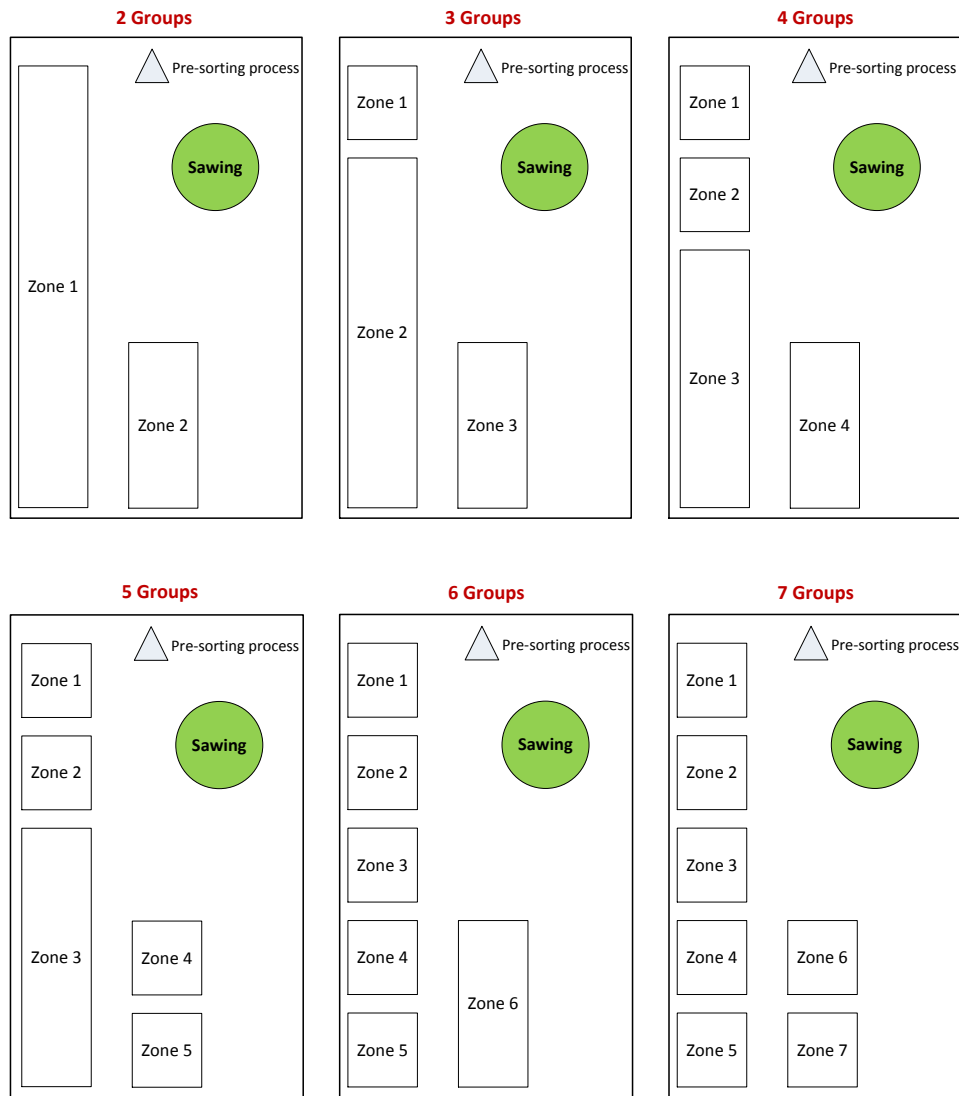 2 Groups
3 Groups
4 Groups
Pre-sorting process
Pre-sorting process
Pre-sorting process
Zone 1
Zone 1
Sawing
Sawing
Sawing
Zone 2
Zone 1
Zone 2
Zone 3
Zone 2
Zone 3
Zone 4
5 Groups
6 Groups
7 Groups
Pre-sorting process
Pre-sorting process
Pre-sorting process
Zone 1
Zone 1
Zone 1
Sawing
Sawing
Sawing
Zone 2
Zone 2
Zone 2
Zone 3
Zone 3
Zone 3
Zone 4
Zone 4
Zone 4
Zone 6
Zone 6
Zone 5
Zone 5
Zone 5
Zone 7